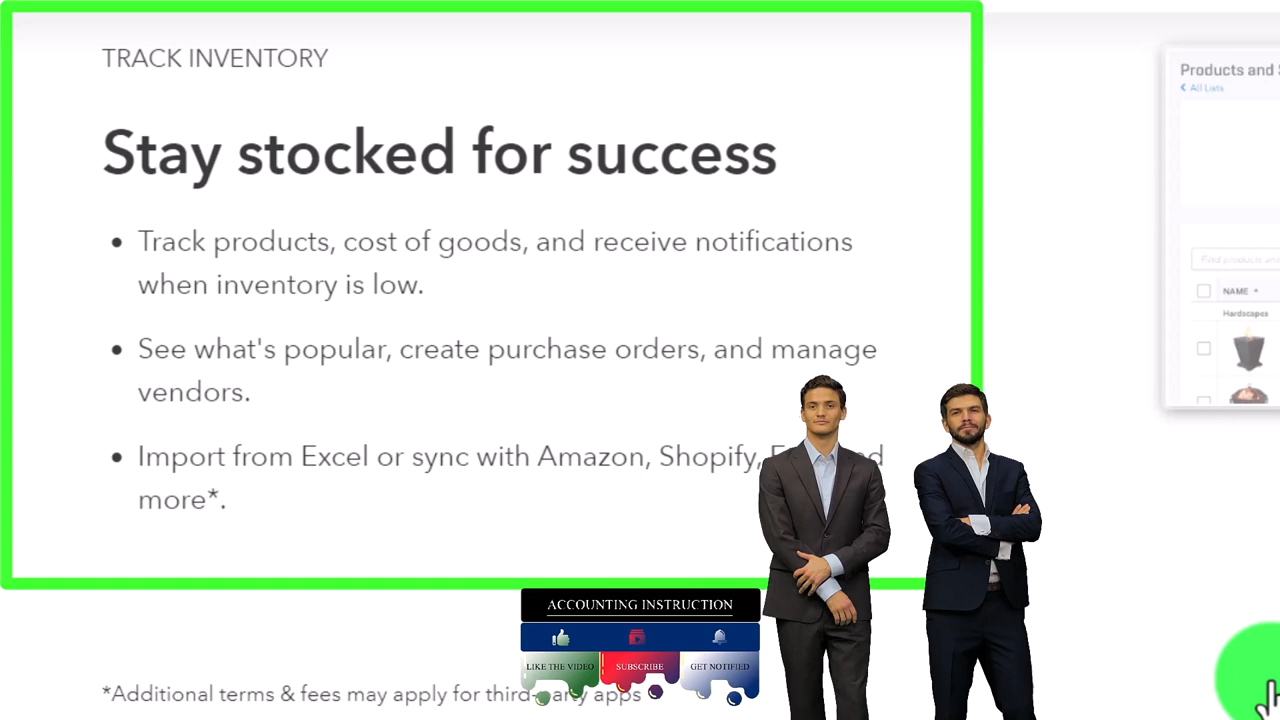 TRACK INVENTORY
Stay stocked for success
Track products, cost of goods, and receive notifications
when inventory is low.
See what's popular, create purchase orders, and manage
vendors.
Import from Excel or sync with Amazon, Shopify,
more*.
Products and
All Lists
Find products
NAME
Hardscapes
ACCOUNTING INSTRUCTION
LIKE THE VIDEO
SUBSCRIBE
GET NOTIFIED
*Additional terms & fees may apply for third-party apps